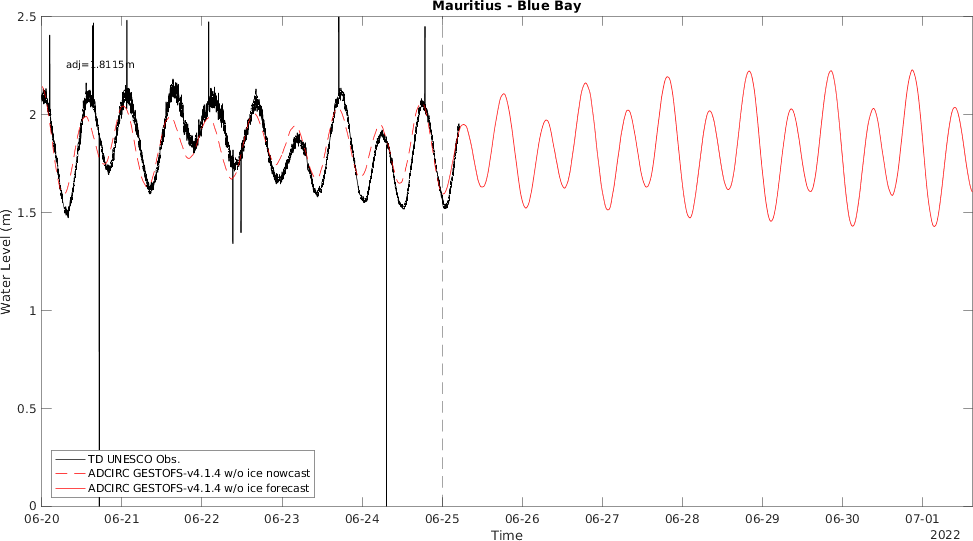 Mauritius - Blue Bay
2.5
adj=1.8115m
2
1.5
1
0.5
0
Water Level (m)
TD UNESCO Obs.
ADCIRC GESTOFS-v4.1.4 w/o ice nowcast
ADCIRC GESTOFS-v4.1.4 w/o ice forecast
06-20 06-21 06-22 06-23 06-24 06-25 06-26 06-27 06-28 06-29 06-30 07-01
Time
2022